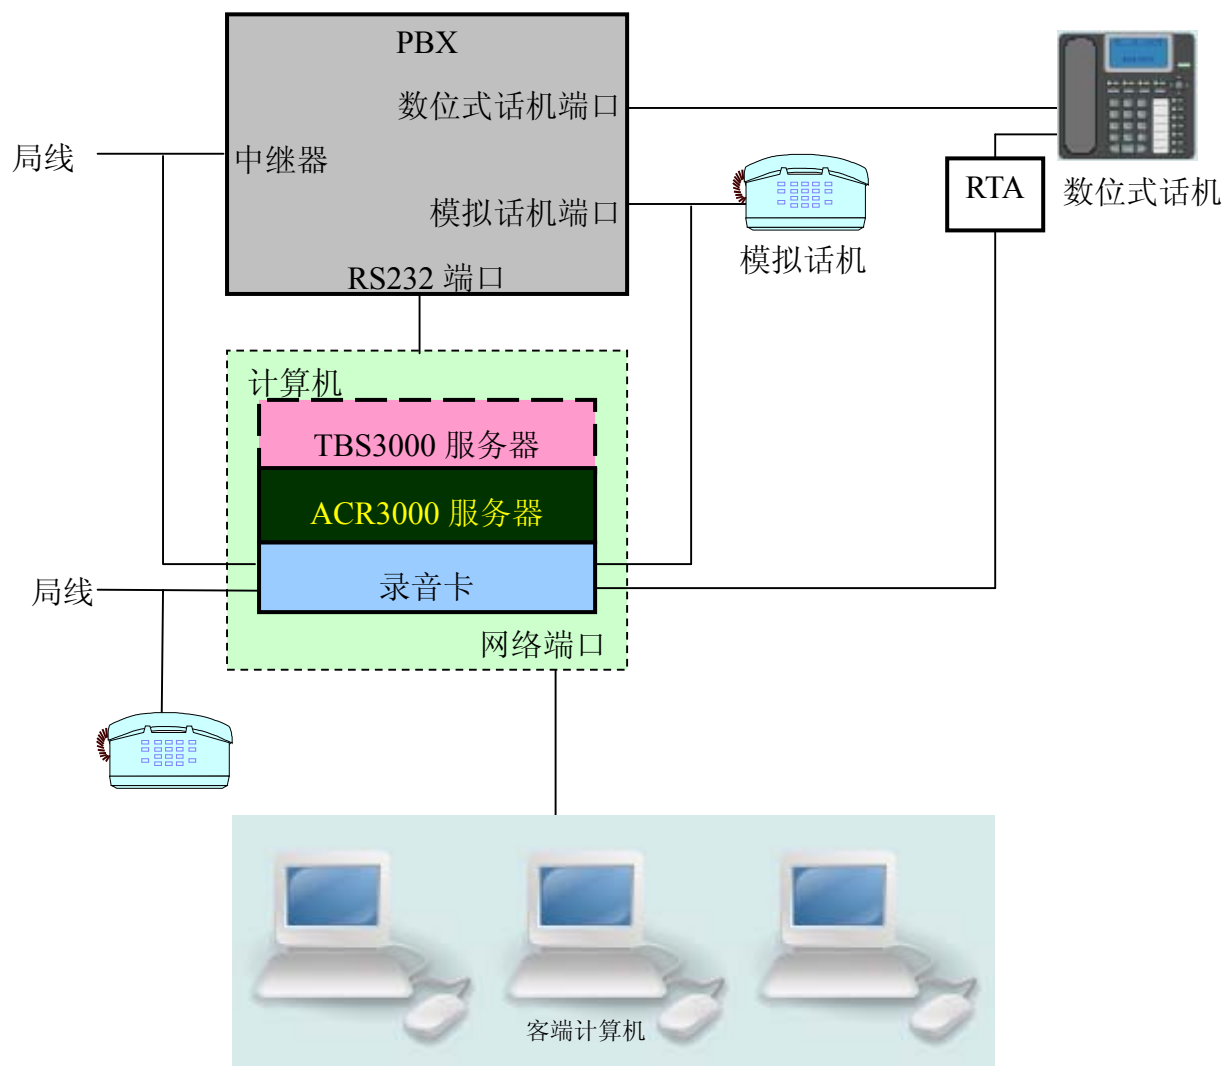 PBX
数位式话机端口
局线
中继器
RTA
数位式话机
模拟话机端口
模拟话机
RS232 端口
计算机
TBS3000 服务器
ACR3000 服务器
录音卡
局线
网络端口
客端计算机